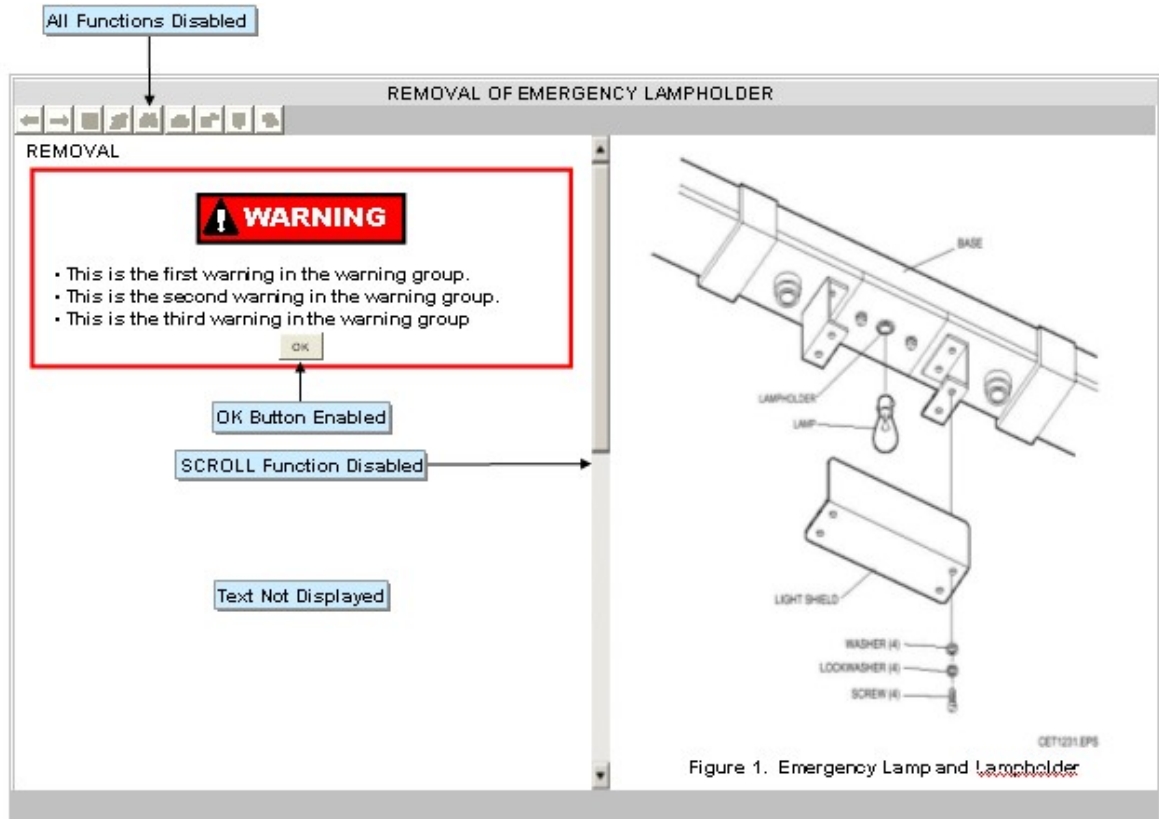 All Functions Disabled
REMOVAL OF EMERGENCY LAMPHOLDER
REMOVAL
WARNING
• This is the first warning in the warning group.
• This is the second warning in the warning group.
• This is the third warning in the warning group
OK
OK Button Enabled
SCROLL Function Disabled
Text Not Displayed
BASE
LAMPHOLDER
LAMP
LIGHT SHIELD
WASHER (4)
LOCKWASHER (4)
SCREW (4)
CET1231.EPS
Figure 1. Emergency Lamp and Lampholder